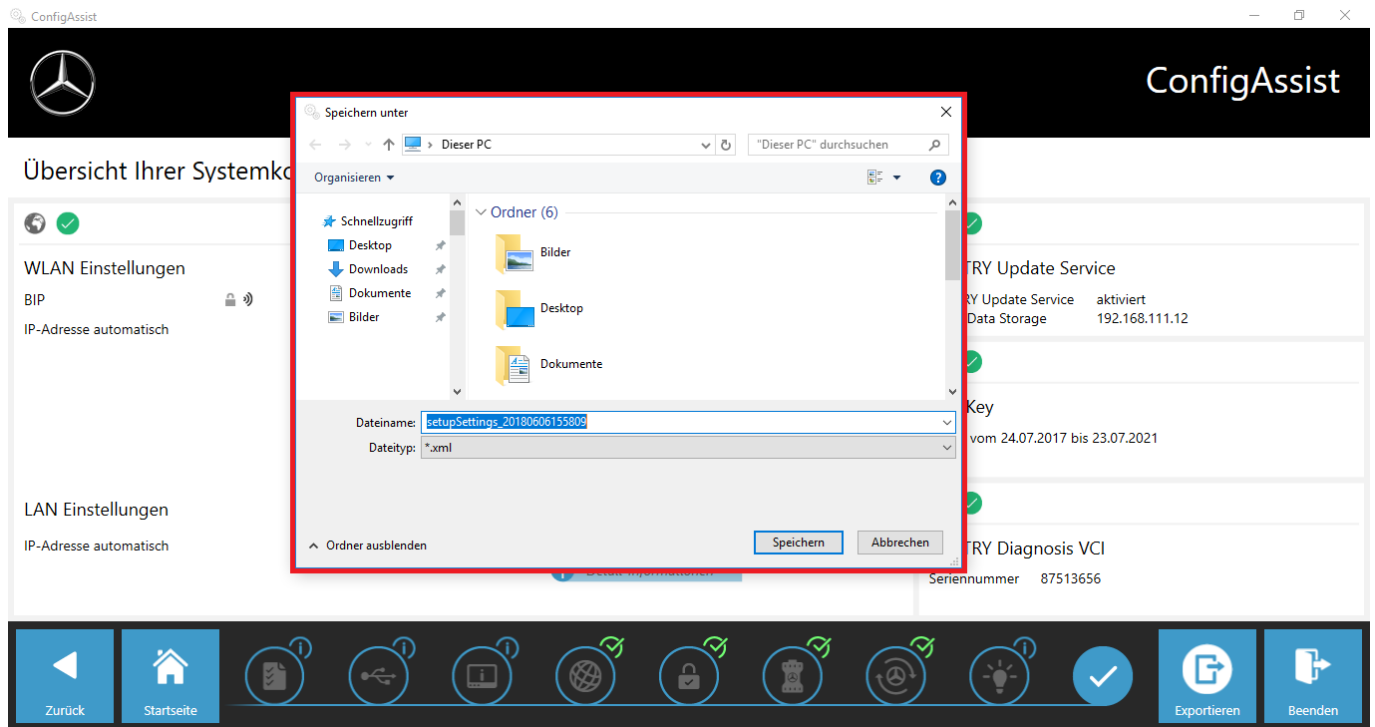 ConfigAssist
ConfigAssist
Speichern unter
Dieser PC
"Dieser PC" durchsuchen
Organisieren
Schnellzugriff
Desktop
Downloads
Dokumente
Bilder
Ordner (6)
Bilder
Desktop
Dokumente
Dateiname: setupSettings_20180606155809
Dateityp: *.xml
Ordner ausblenden
Speichern Abbrechen
Übersicht Ihrer Systemko
WLAN Einstellungen
BIP
IP-Adresse automatisch
LAN Einstellungen
IP-Adresse automatisch
TRY Update Service
RY Update Service aktiviert
Data Storage 192.168.111.12
Key
vom 24.07.2017 bis 23.07.2021
TRY Diagnosis VCI
Seriennummer 87513656
Zurück
Startseite
Exportieren
Beenden